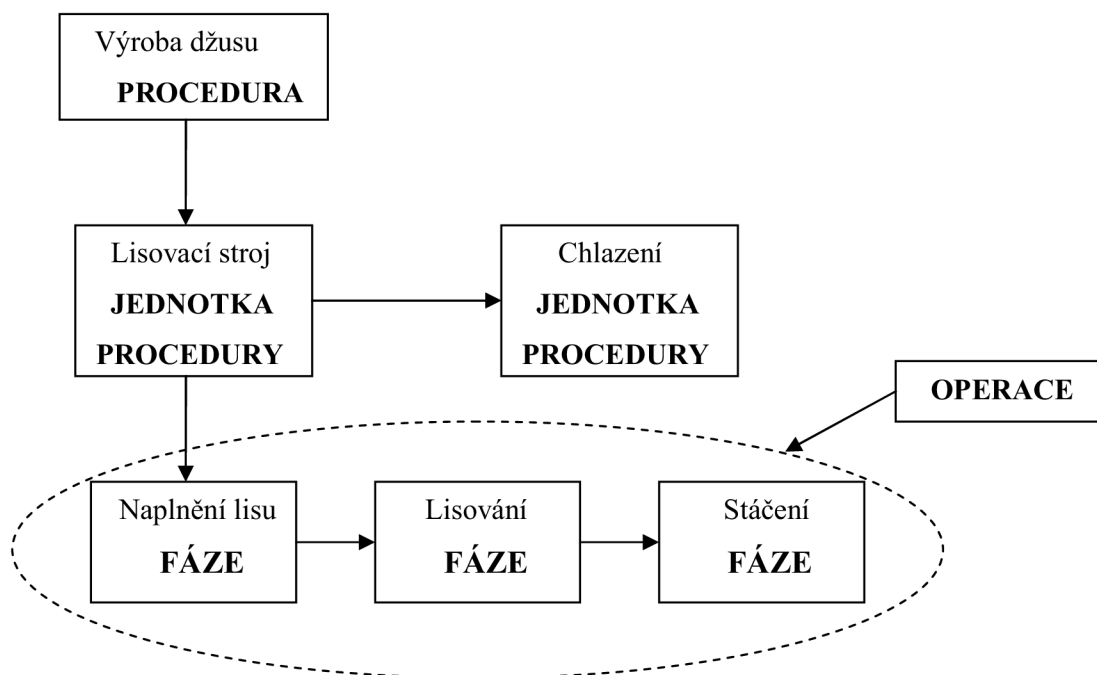 Výroba džusu
PROCEDURA
Lisovací stroj
JEDNOTKA
PROCEDURY
Chlazení
JEDNOTKA
PROCEDURY
OPERACE
Naplnění lisu
FÁZE
Lisování
FÁZE
Stáčení
FÁZE